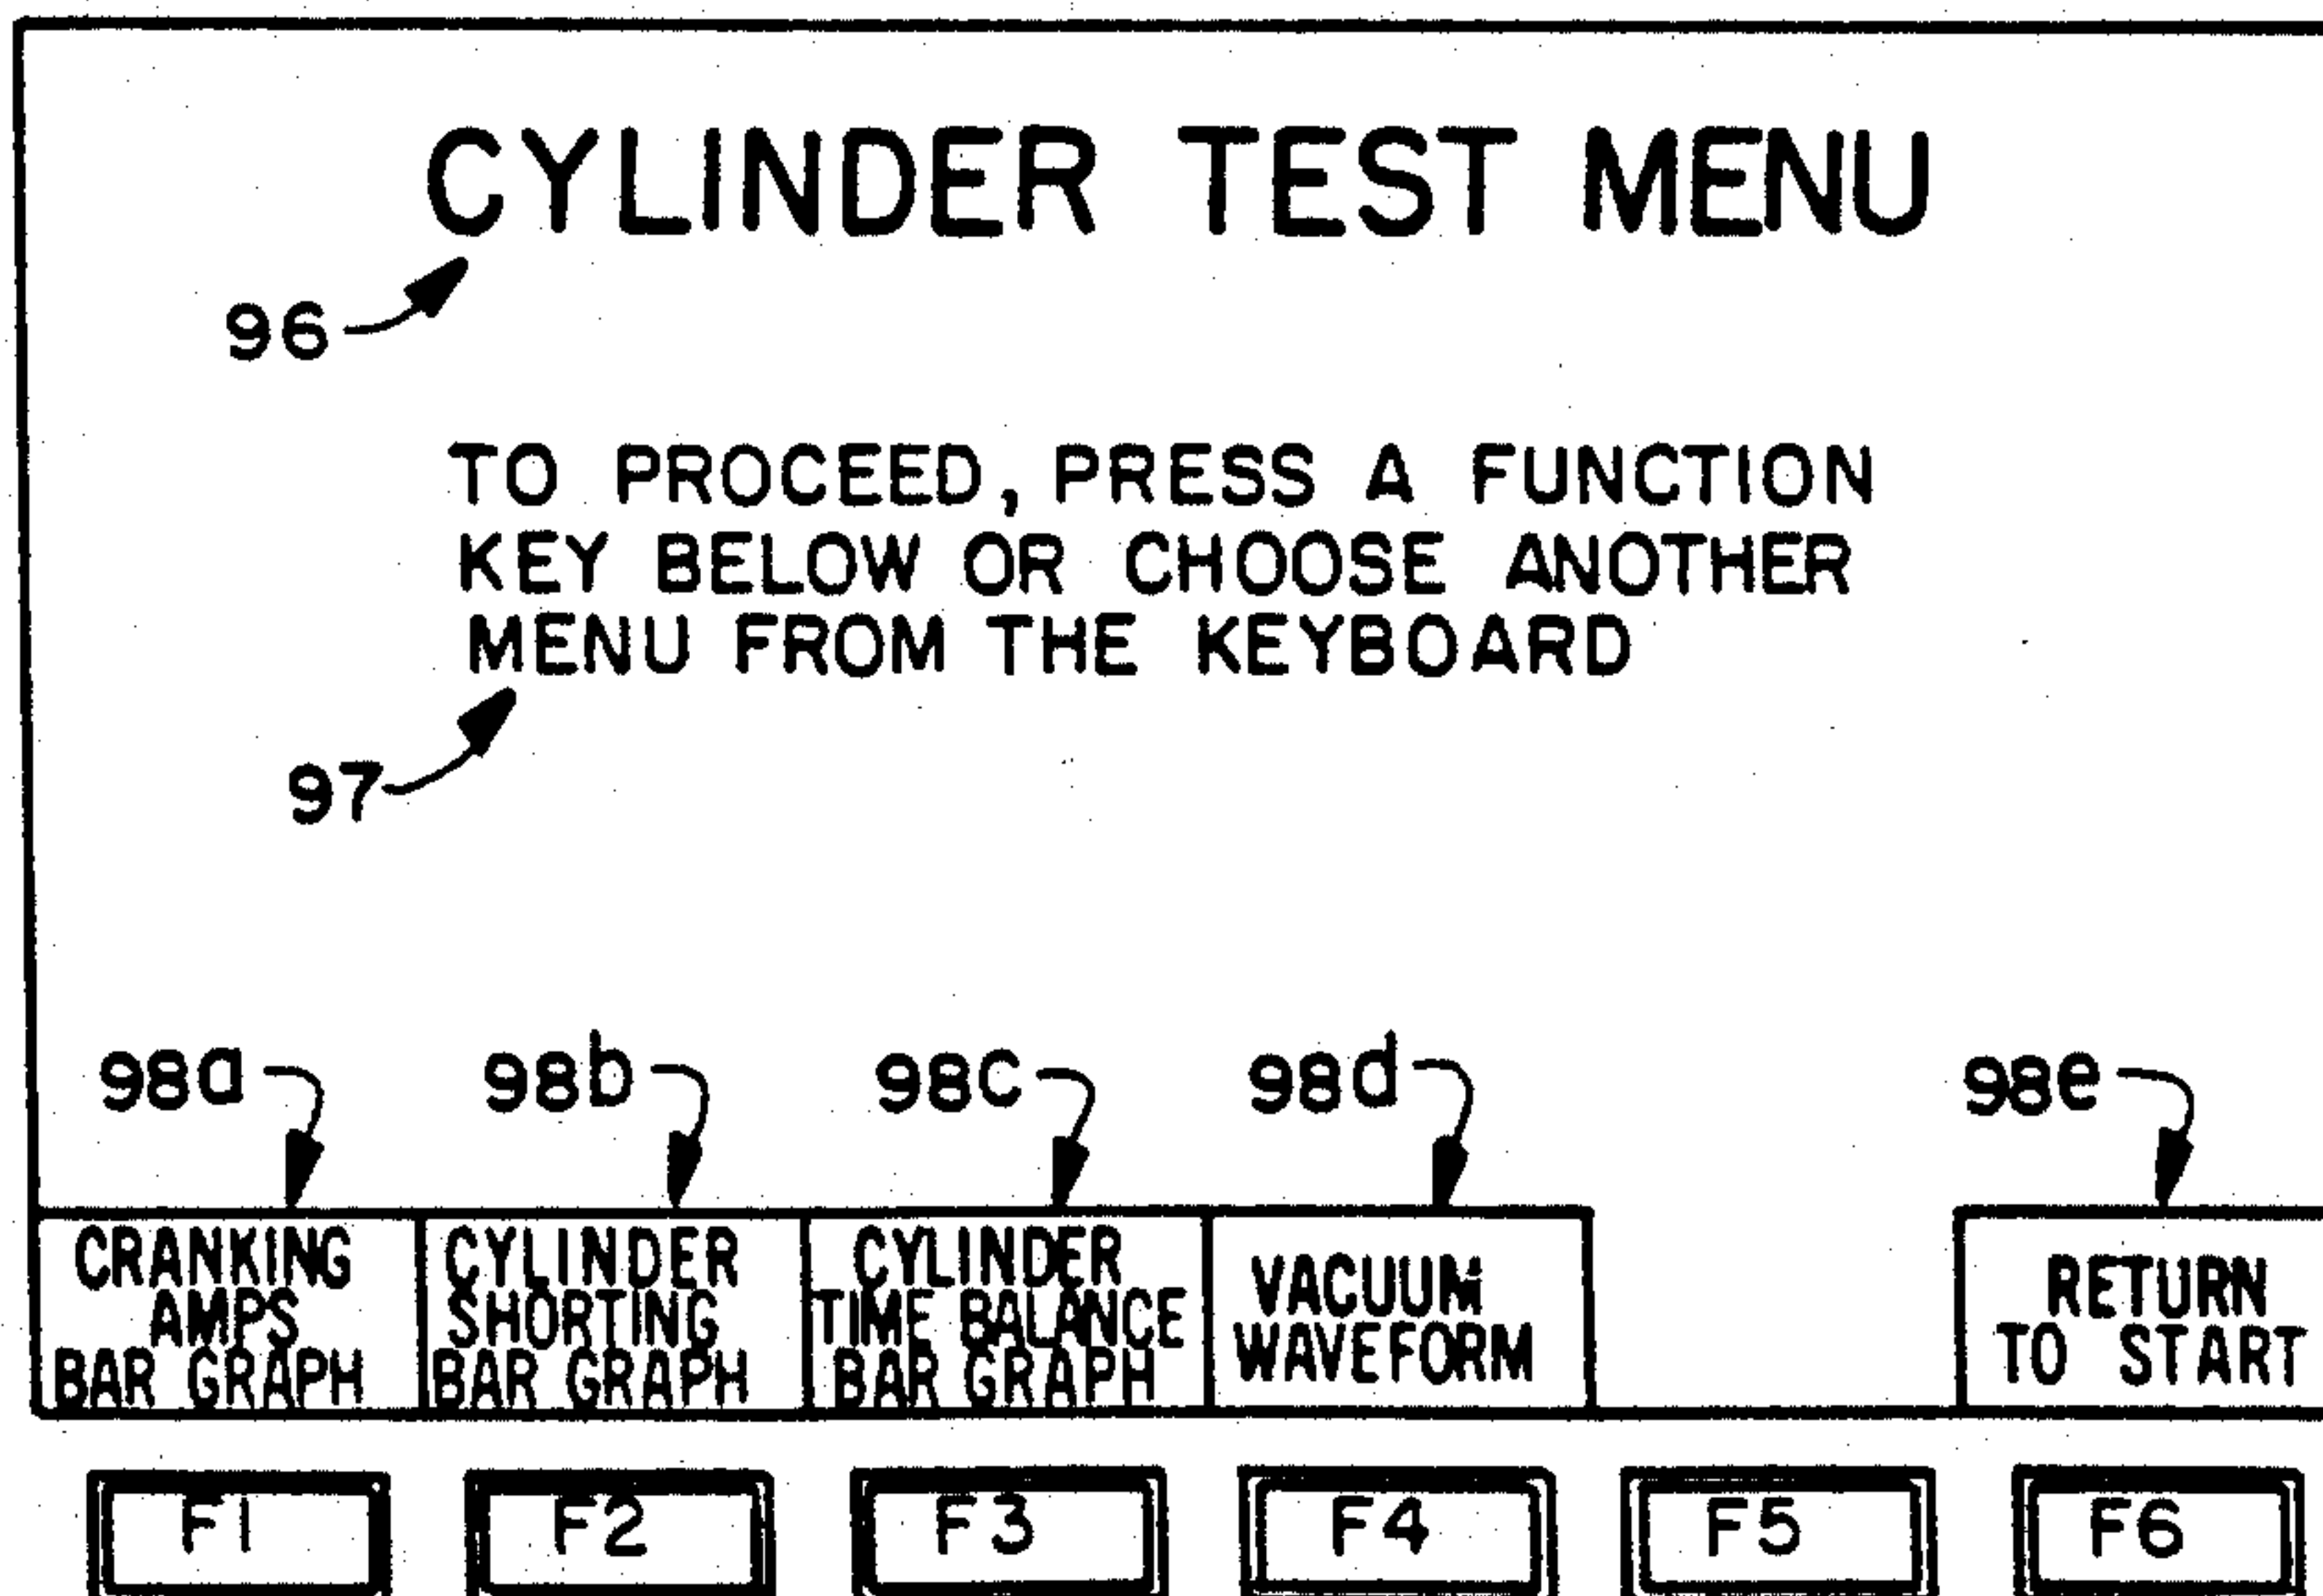 CYLINDER TEST MENU
96
TO PROCEED, PRESS A FUNCTION
KEY BELOW OR CHOOSE ANOTHER
MENU FROM THE KEYBOARD
97
98a
98b
98c
98d
98e
CRANKING
AMPS
BAR GRAPH
CYLINDER
SHORTING
BAR GRAPH
CYLINDER
TIME BALANCE
BAR GRAPH
VACUUM
WAVEFORM
RETURN
TO START
F1
F2
F3
F4
F5
F6